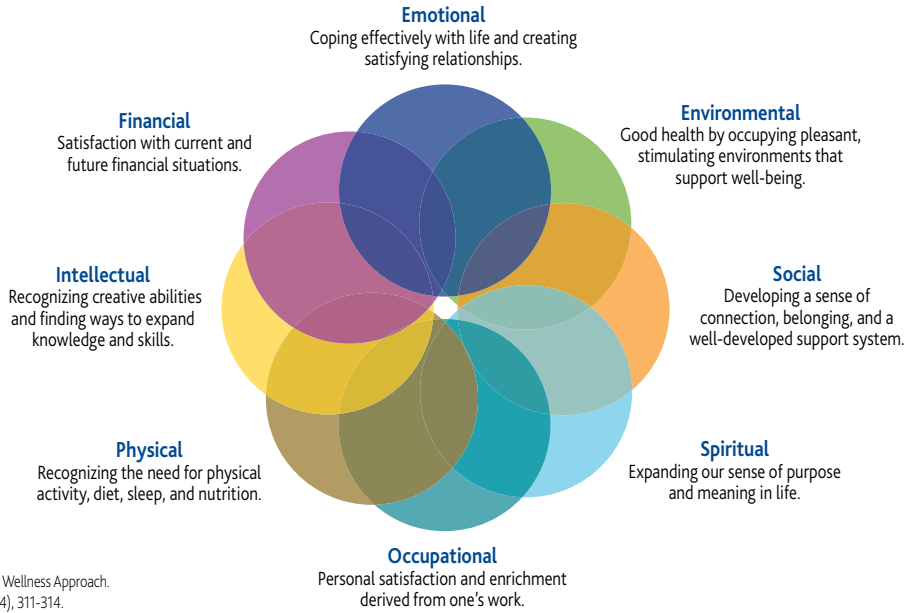 Emotional
Coping effectively with life and creating
satisfying relationships.
Financial
Satisfaction with current and
future financial situations.
Environmental
Good health by occupying pleasant,
stimulating environments that
support well-being.
Intellectual
Recognizing creative abilities
and finding ways to expand
knowledge and skills.
Social
Developing a sense of
connection, belonging, and a
well-developed support system.
Physical
Recognizing the need for physical
activity, diet, sleep, and nutrition.
Spiritual
Expanding our sense of purpose
and meaning in life.
Occupational
Personal satisfaction and enrichment
derived from one’s work.
Wellness Approach.
4), 311-314.